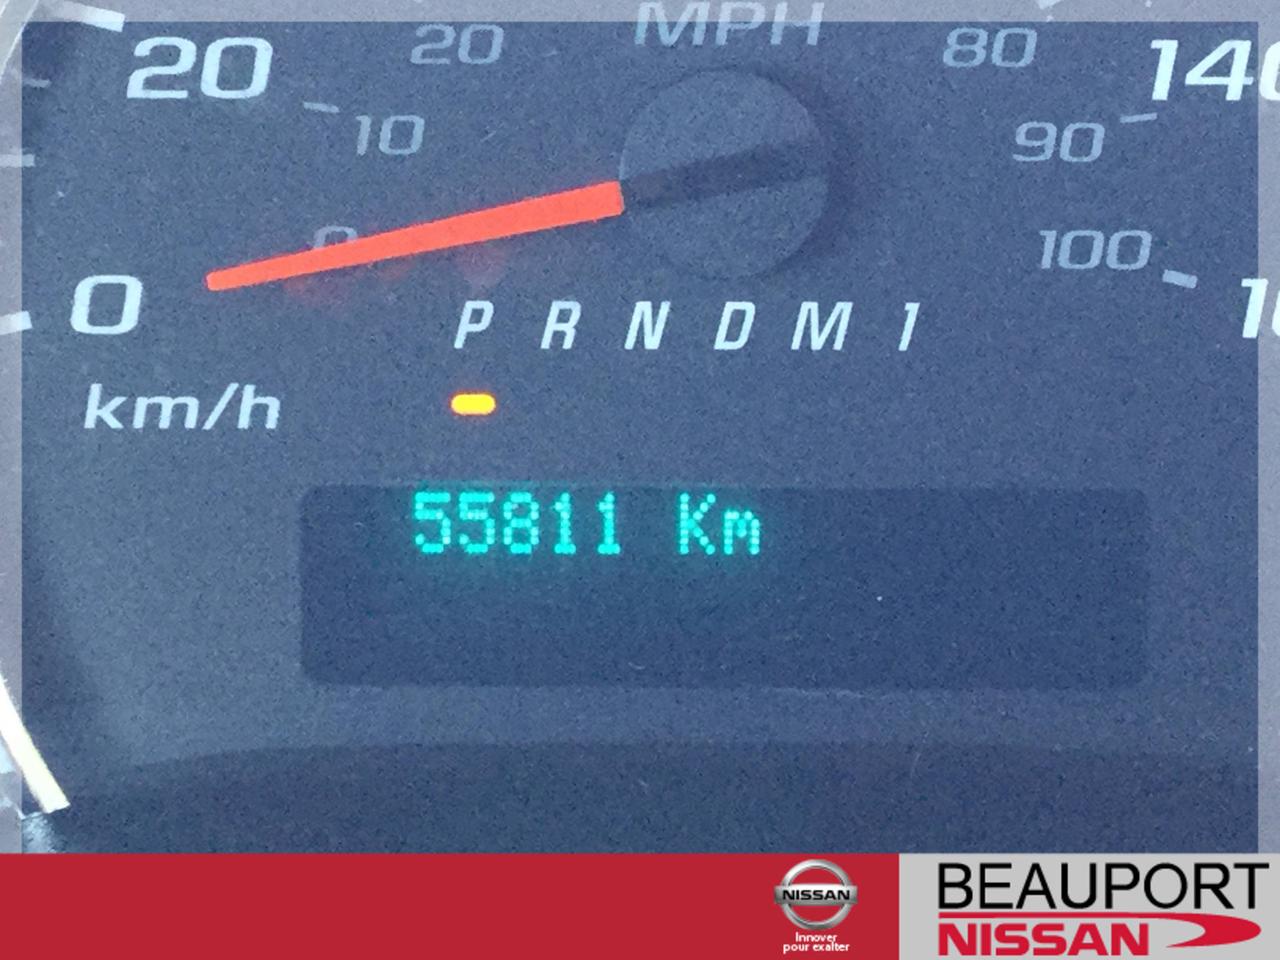 MPH
20 20 80 140
10 90
0 100
0
P R N D M 1
km/h
55811 Km
NISSAN
Innover
pour exalter
BEAUPORT
NISSAN